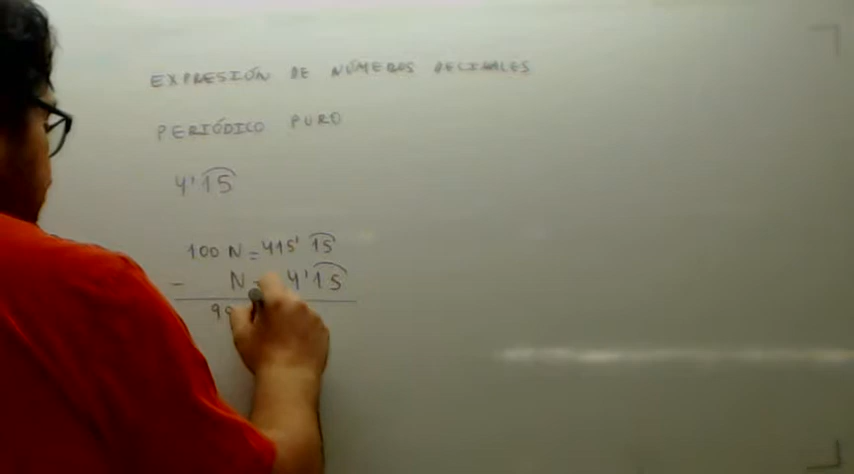 EXPRESIÓN DE NÚMEROS DECIMALES
PERIÓDICO PURO
4'15
100 N = 415'15
- N = 4'15
99